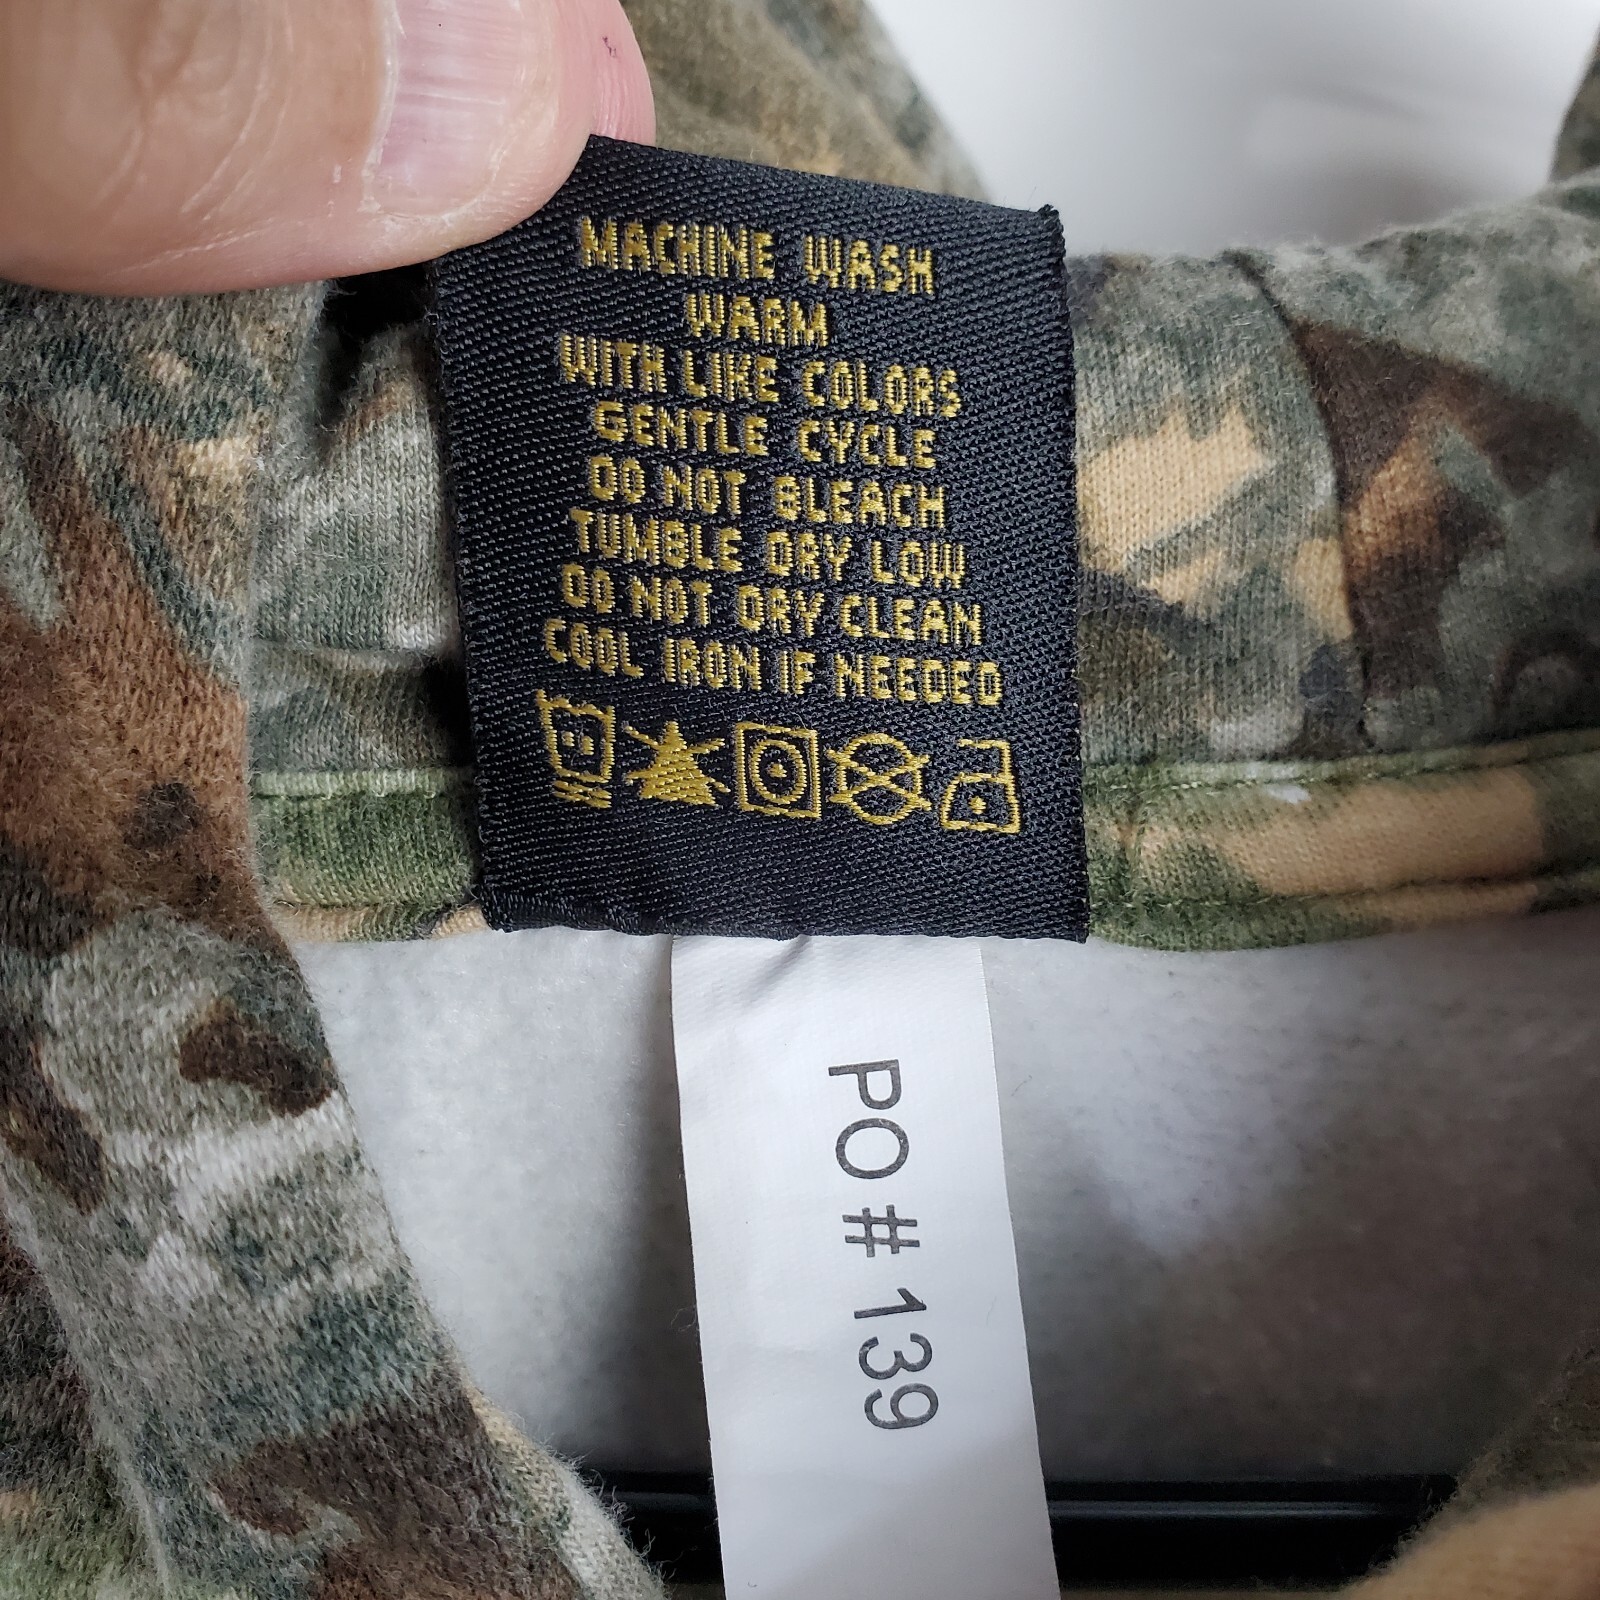 MACHINE WASH
WARM
WITH LIKE COLORS
GENTLE CYCLE
DO NOT BLEACH
TUMBLE DRY LOW
DO NOT DRY CLEAN
COOL IRON IF NEEDED
PO # 139